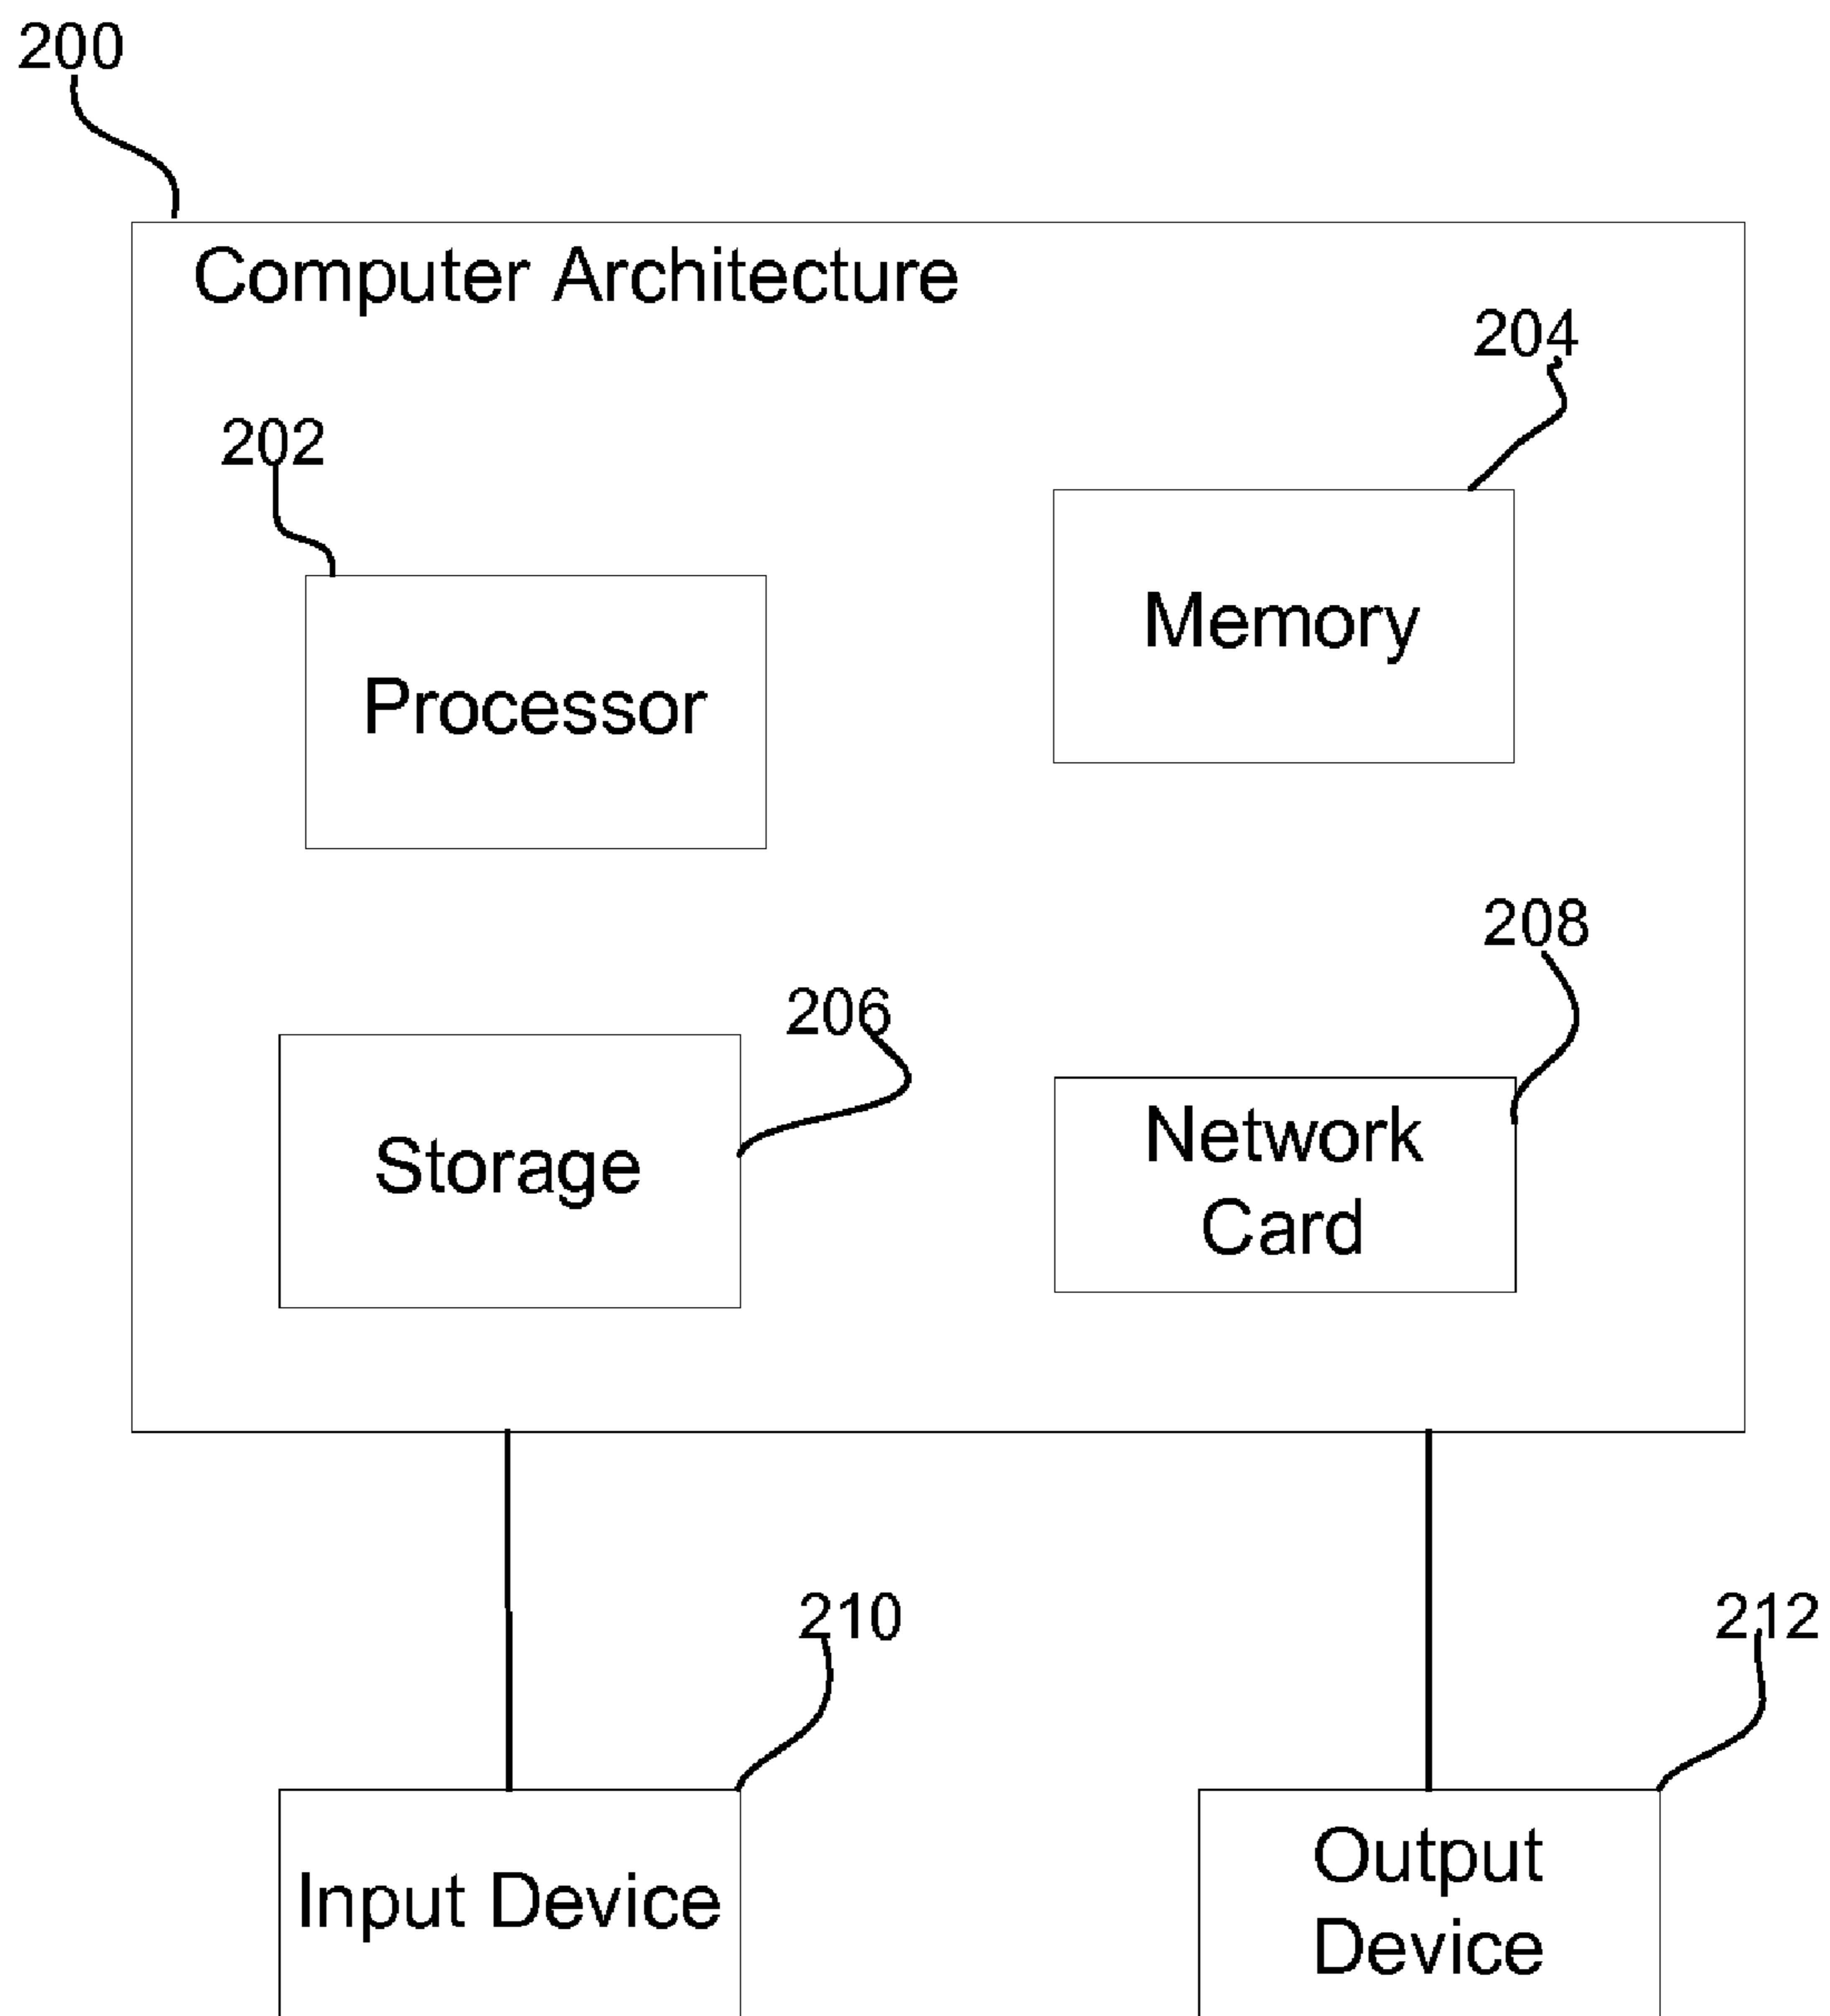 200
Computer Architecture
204
202
Memory
Processor
208
206
Network
Card
Storage
210
212
Input Device
Output
Device